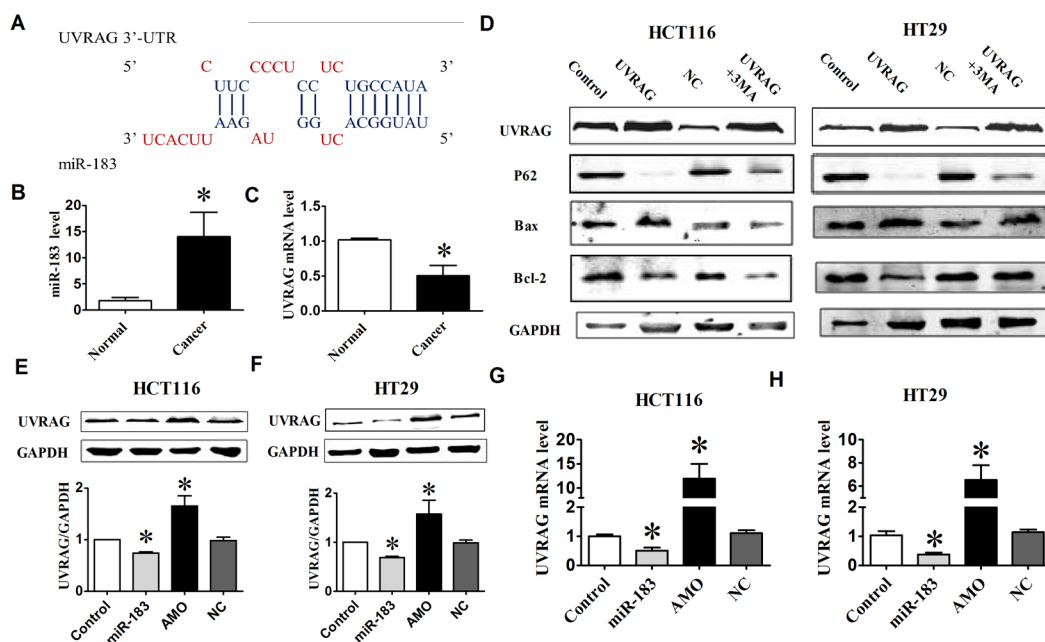 A
UVRAG 3'-UTR
5' C CCCU UC 3'
UUC CC UGCCAUA
AAG GG ACGGUAU
3' UCACUU AU UC 5'
miR-183
B
miR-183 level
20
15
10
5
0
*
Normal Cancer
C
UVRAG mRNA level
1.5
1.0
0.5
0.0
*
Normal Cancer
D
HCT116 HT29
Control UVRAG NC UVRAG +3MA Control UVRAG NC UVRAG +3MA
UVRAG
P62
Bax
Bcl-2
GAPDH
E
HCT116
UVRAG
GAPDH
UVRAG/GAPDH
2
1
0
* *
Control miR-183 AMO NC
F
HT29
UVRAG
GAPDH
UVRAG/GAPDH
2
1
0
* *
Control miR-183 AMO NC
G
HCT116
UVRAG mRNA level
20
15
10
5
2
1
0
* *
Control miR-183 AMO NC
H
HT29
UVRAG mRNA level
10
8
6
4
2
1
0
* *
Control miR-183 AMO NC